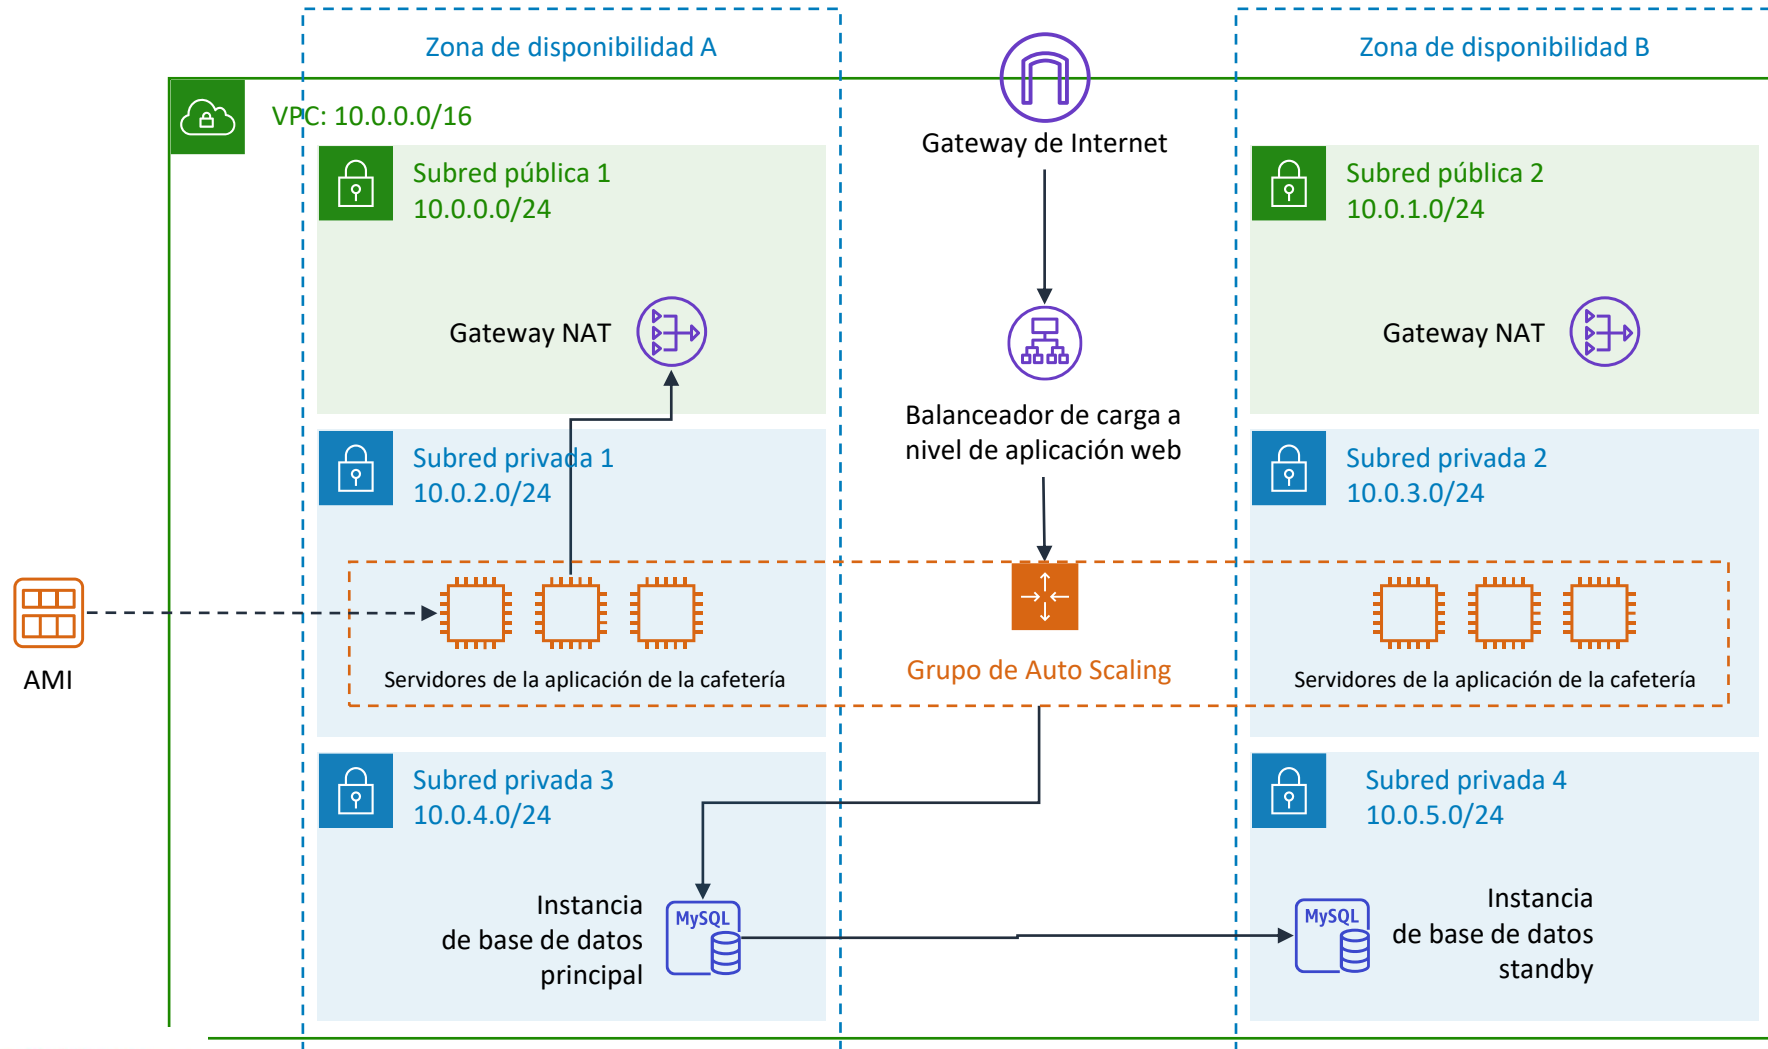 Zona de disponibilidad A
Zona de disponibilidad B
VPC: 10.0.0.0/16
Gateway de Internet
Subred pública 1
10.0.0.0/24
Subred pública 2
10.0.1.0/24
Gateway NAT
Gateway NAT
Balanceador de carga a
nivel de aplicación web
Subred privada 1
10.0.2.0/24
Subred privada 2
10.0.3.0/24
AMI
Servidores de la aplicación de la cafetería
Grupo de Auto Scaling
Servidores de la aplicación de la cafetería
Subred privada 3
10.0.4.0/24
Subred privada 4
10.0.5.0/24
Instancia
de base de datos
principal
MySQL
MySQL
Instancia
de base de datos
standby